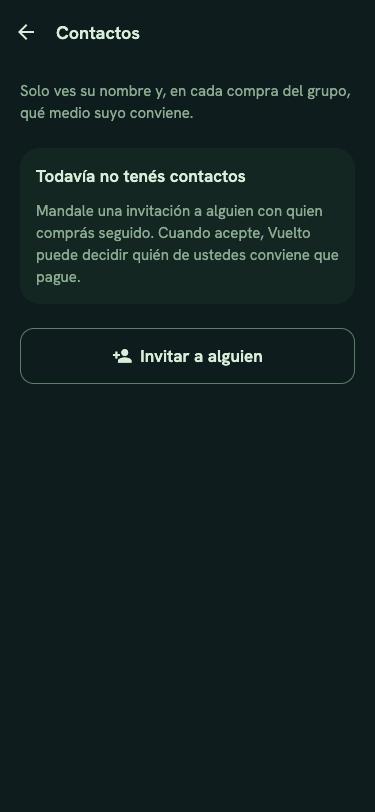 Contactos
Solo ves su nombre y, en cada compra del grupo,
qué medio suyo conviene.
Todavía no tenés contactos
Mandale una invitación a alguien con quien
comprás seguido. Cuando acepte, Vuelto
puede decidir quién de ustedes conviene que
pague.
Invitar a alguien